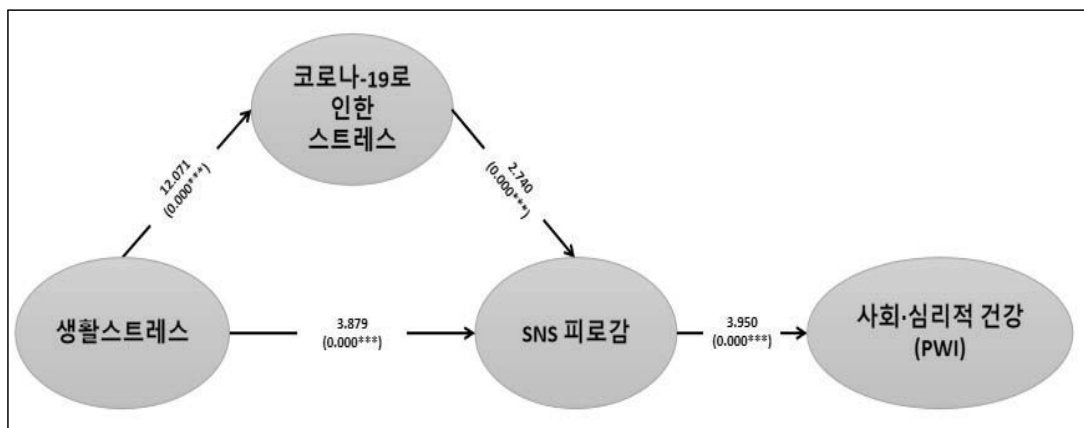 코로나-19로
인한
스트레스
12.071
(0.000***)
2.740
(0.000***)
생활스트레스
3.879
(0.000***)
SNS 피로감
3.950
(0.000***)
사회·심리적 건강
(PWI)